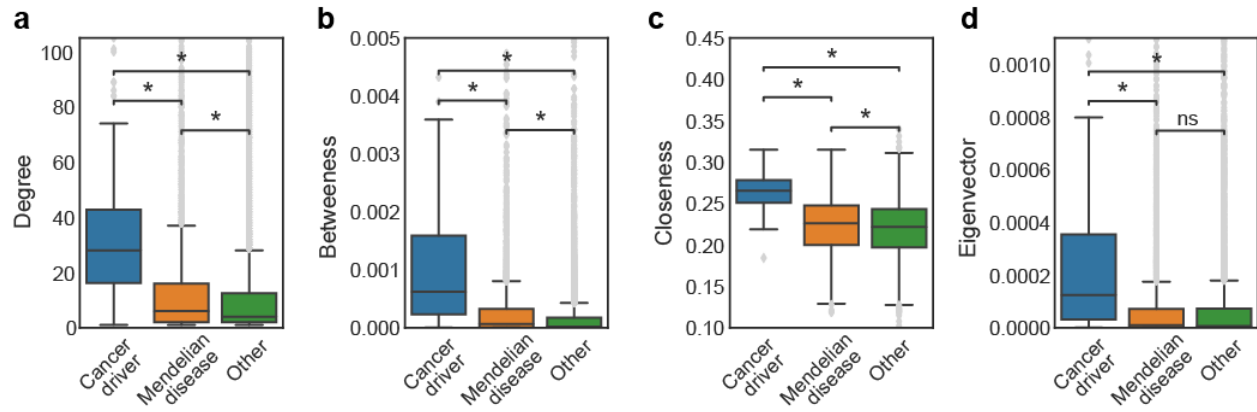 a
Degree
100
80
60
40
20
0
*
*
*
Cancer
driver
Mendelian
disease
Other
b
Betweeness
0.005
0.004
0.003
0.002
0.001
0.000
*
*
*
Cancer
driver
Mendelian
disease
Other
c
Closeness
0.45
0.40
0.35
0.30
0.25
0.20
0.15
0.10
*
*
*
Cancer
driver
Mendelian
disease
Other
d
Eigenvector
0.0010
0.0008
0.0006
0.0004
0.0002
0.0000
*
*
ns
Cancer
driver
Mendelian
disease
Other